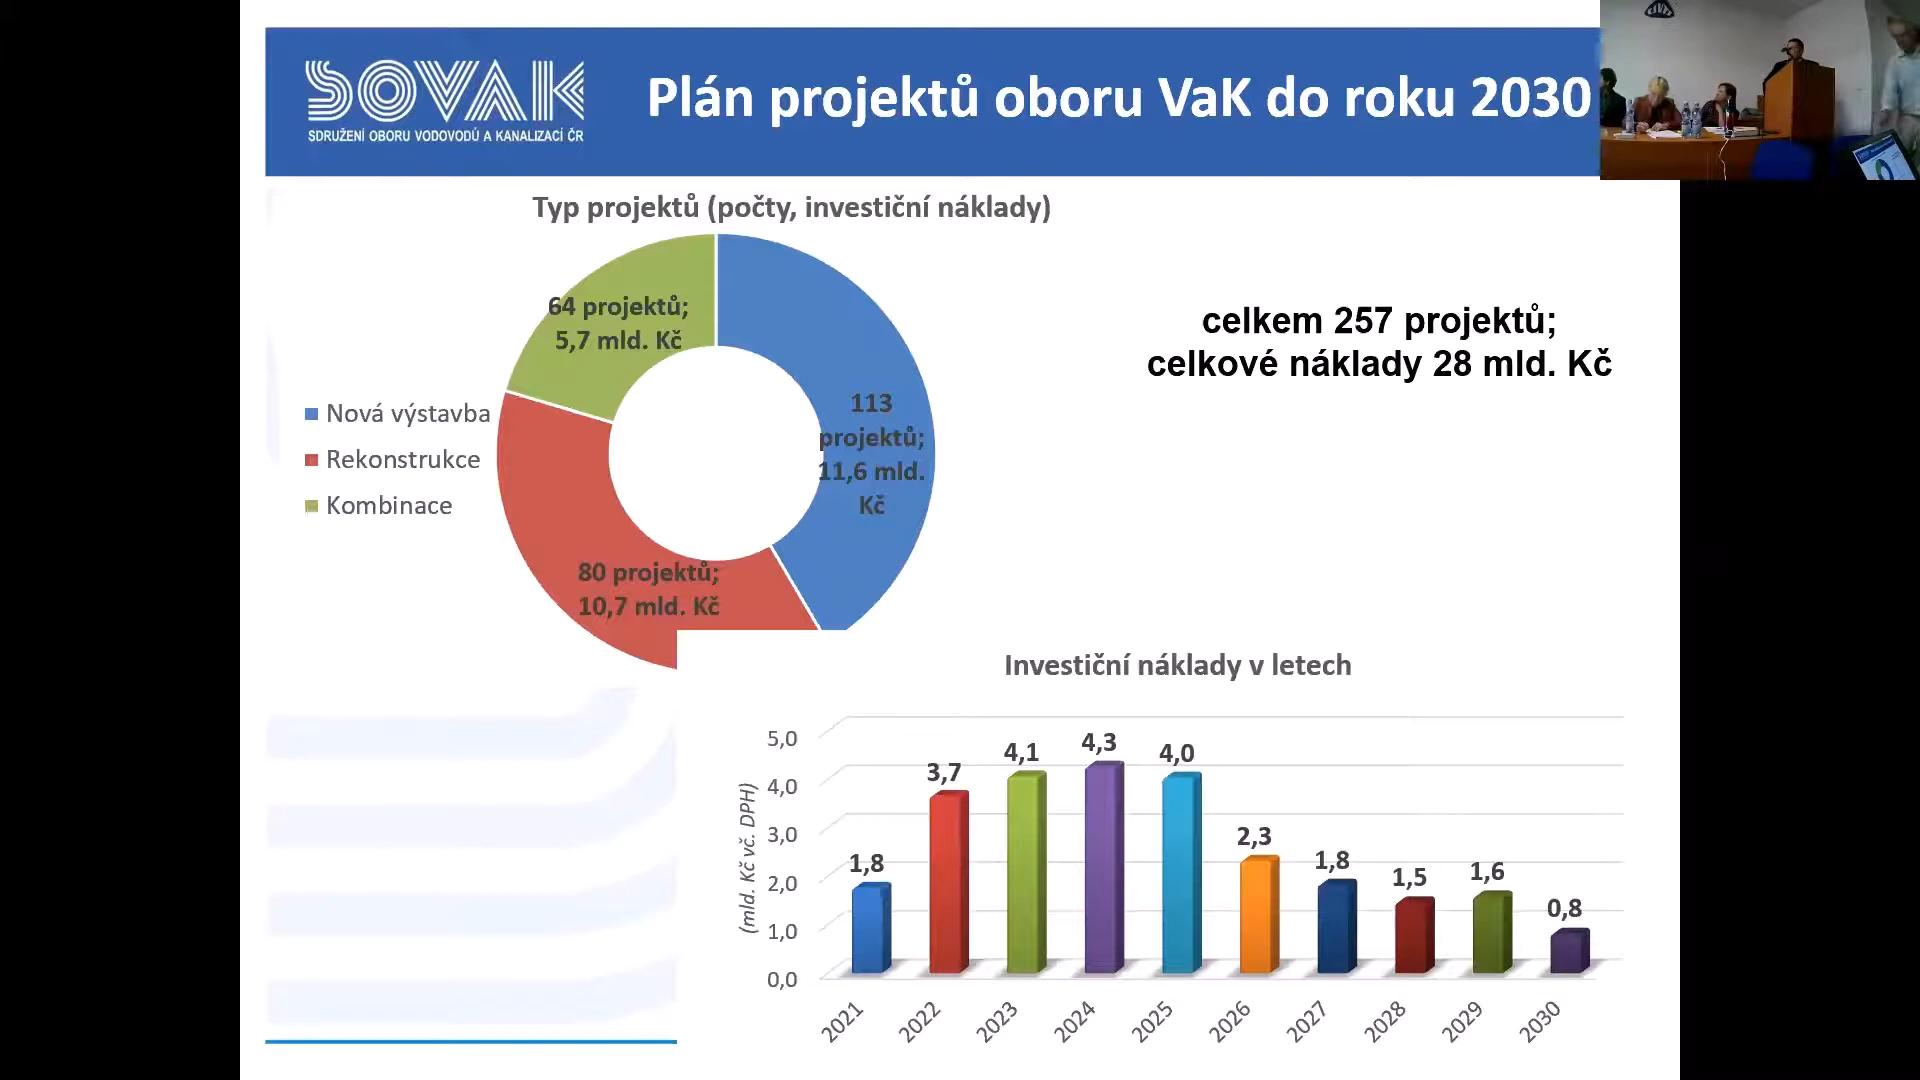 SOVAK
SDRUŽENÍ OBORU VODOVODŮ A KANALIZACÍ ČR
Plán projektů oboru VaK do roku 2030
Typ projektů (počty, investiční náklady)
64 projektů;
5,7 mld. Kč
113
projektů;
11,6 mld.
Kč
80 projektů;
10,7 mld. Kč
Nová výstavba
Rekonstrukce
Kombinace
celkem 257 projektů;
celkové náklady 28 mld. Kč
Investiční náklady v letech
(mld. Kč vč. DPH)
5,0
4,0
3,0
2,0
1,0
0,0
1,8
3,7
4,1
4,3
4,0
2,3
1,8
1,5
1,6
0,8
2021
2022
2023
2024
2025
2026
2027
2028
2029
2030